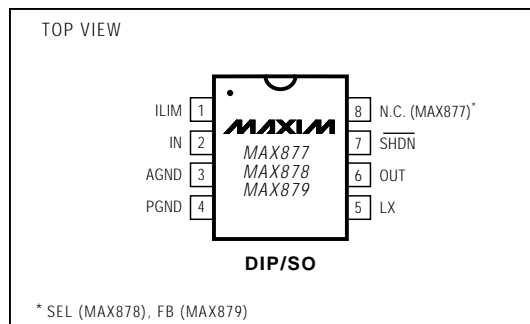 TOP VIEW
ILIM 1
IN 2
AGND 3
PGND 4
MAXIM
MAX877
MAX878
MAX879
8 N.C. (MAX877)*
7 SHDN
6 OUT
5 LX
DIP/SO
* SEL (MAX878), FB (MAX879)